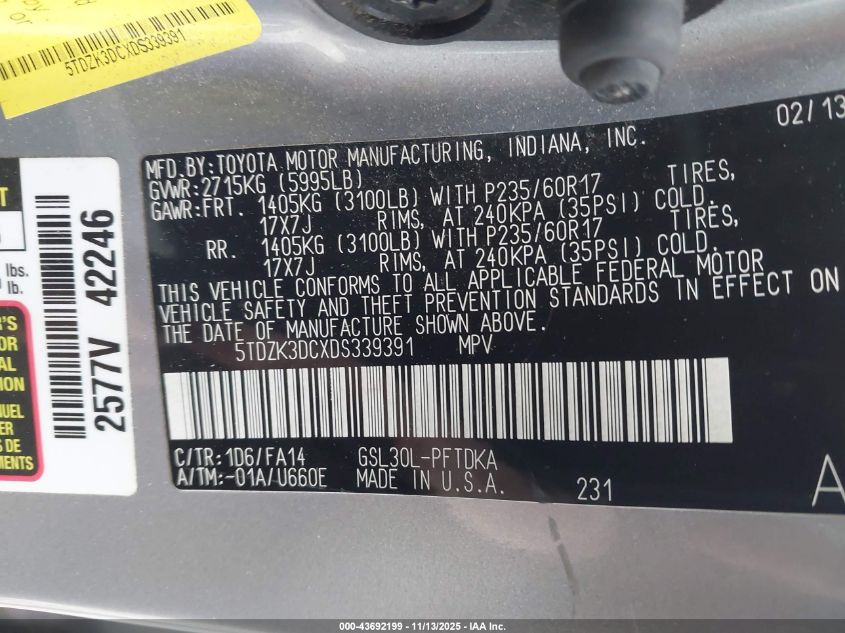 5TDZK3DCXDS339391
02/13
MFD.BY:TOYOTA MOTOR MANUFACTURING, INDIANA, INC.
GVWR:2715KG (5995LB)
GAWR:FRT. 1405KG (3100LB) WITH P235/60R17 TIRES,
17X7J RIMS, AT 240KPA (35PSI) COLD.
RR. 1405KG (3100LB) WITH P235/60R17 TIRES,
17X7J RIMS, AT 240KPA (35PSI) COLD.
THIS VEHICLE CONFORMS TO ALL APPLICABLE FEDERAL MOTOR
VEHICLE SAFETY AND THEFT PREVENTION STANDARDS IN EFFECT ON
THE DATE OF MANUFACTURE SHOWN ABOVE.
5TDZK3DCXDS339391 MPV
C/TR: 1D6/FA14 GSL30L-PFTDKA
A/TM:-01A/U660E MADE IN U.S.A. 231
A
2577V 42246
lbs.
lb.
000-43692199 - 11/13/2025 - IAA Inc.